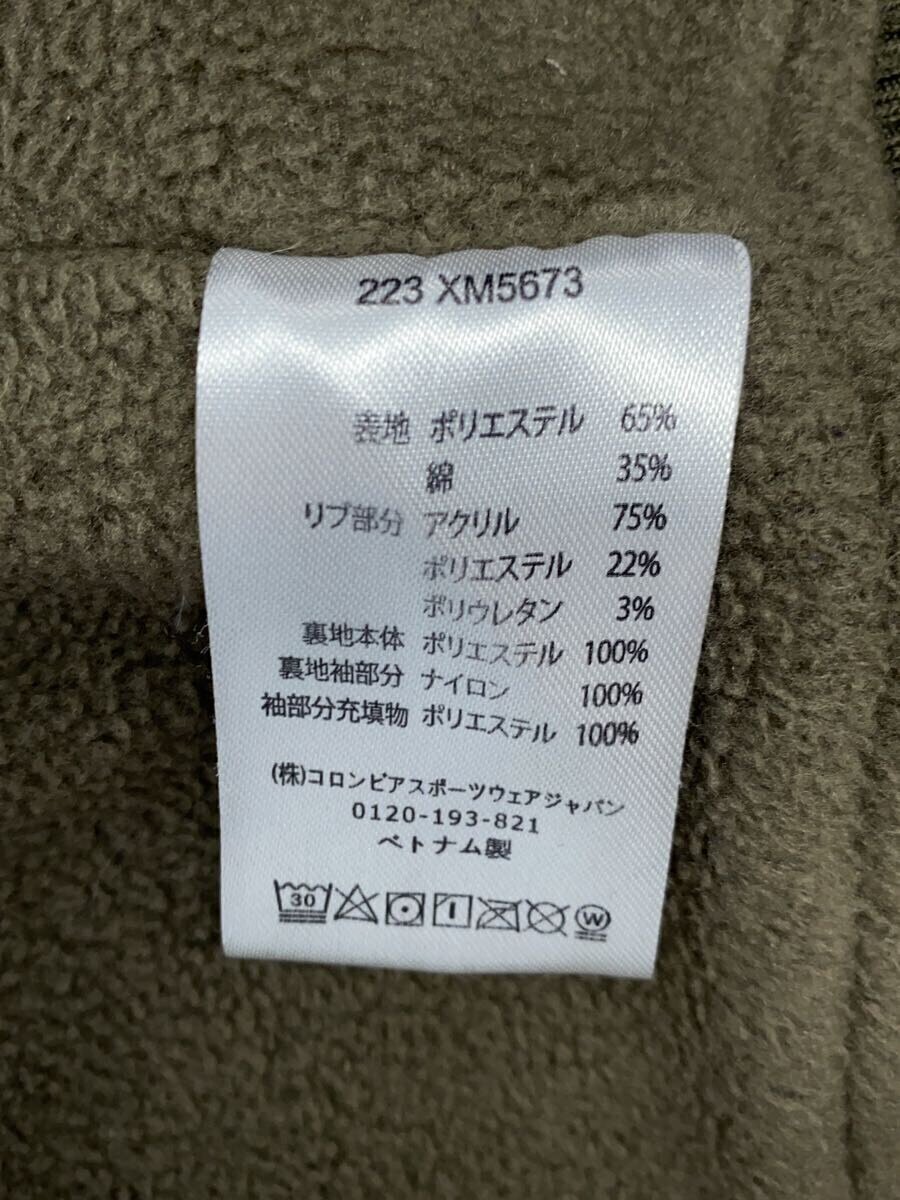 223 XM5673
表地 ポリエステル 65%
綿 35%
リブ部分 アクリル 75%
ポリエステル 22%
ポリウレタン 3%
裏地本体 ポリエステル 100%
裏地袖部分 ナイロン 100%
袖部分充填物 ポリエステル 100%
(株)コロンビアスポーツウェアジャパン
0120-193-821
ベトナム製
30 W